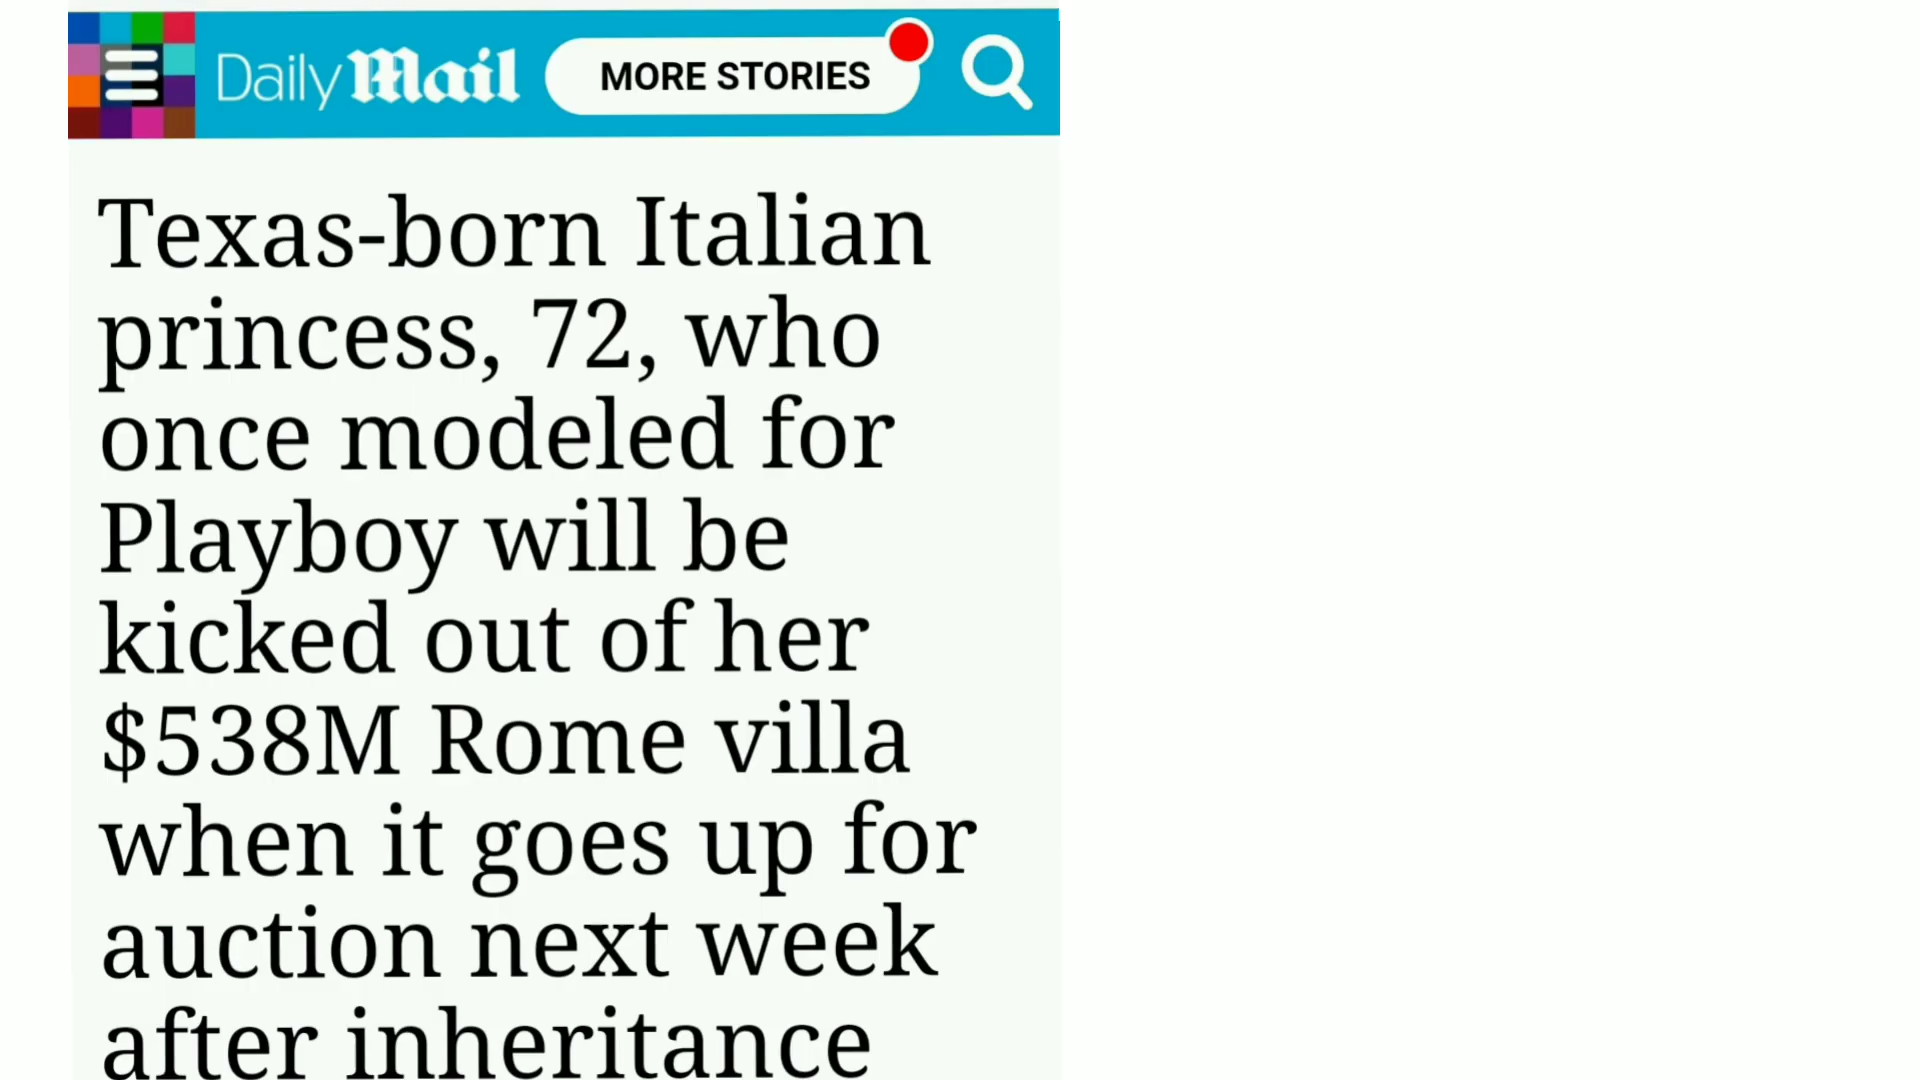 Daily Mail MORE STORIES
Texas-born Italian
princess, 72, who
once modeled for
Playboy will be
kicked out of her
$538M Rome villa
when it goes up for
auction next week
after inheritance